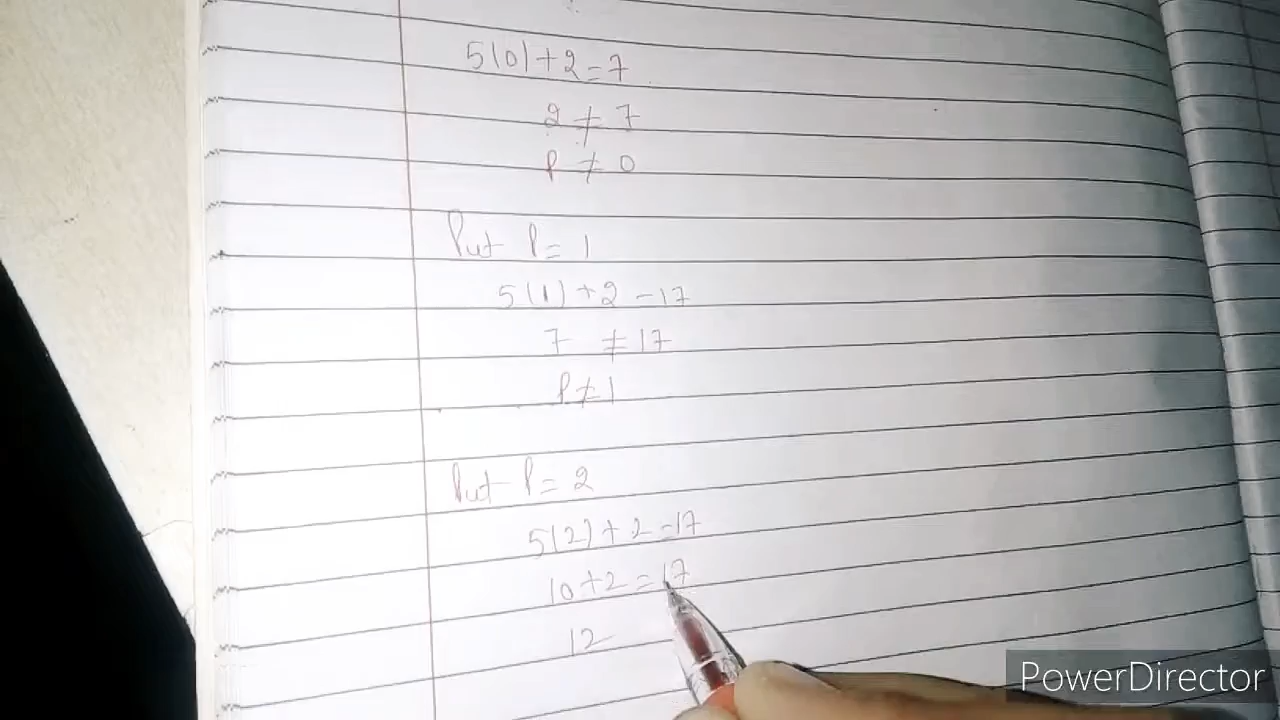 5(0)+2=7
2 ≠ 7
P ≠ 0
Put P= 1
5(1)+2=17
7 ≠ 17
P≠1
Put P= 2
5(2)+2=17
10+2=17
12
PowerDirector